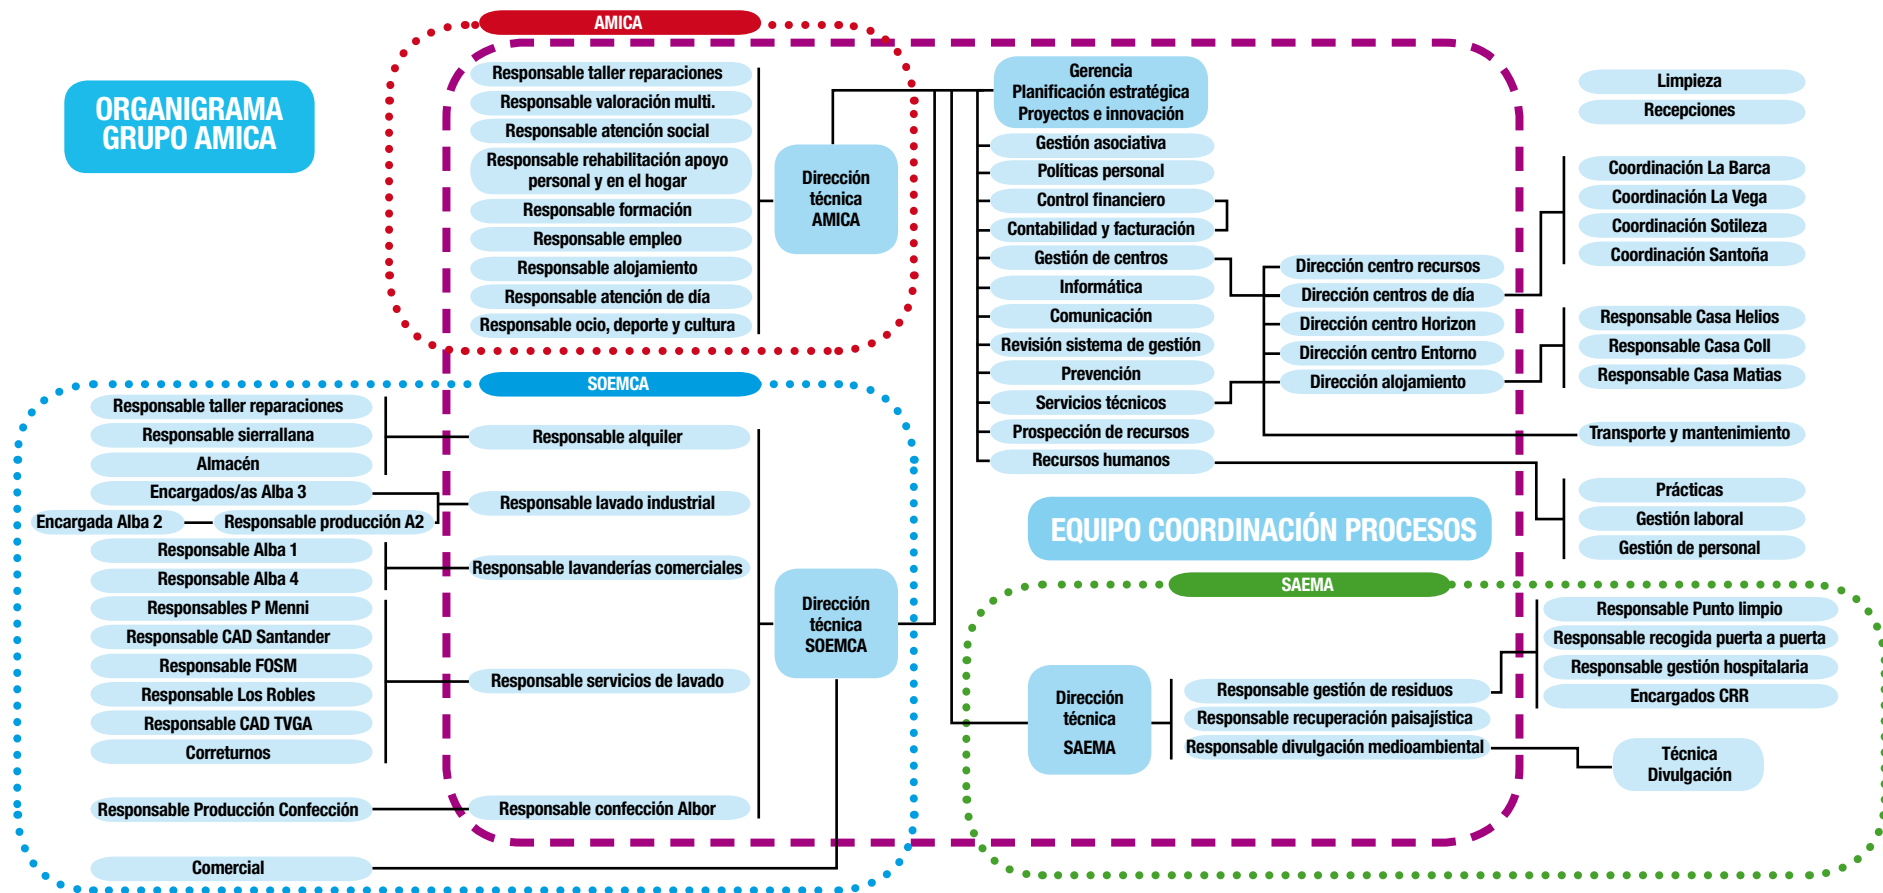 ORGANIGRAMA
GRUPO AMICA
AMICA
Responsable taller reparaciones
Responsable valoración multi.
Responsable atención social
Responsable rehabilitación apoyo
personal y en el hogar
Responsable formación
Responsable empleo
Responsable alojamiento
Responsable atención de día
Responsable ocio, deporte y cultura
Dirección
técnica
AMICA
Gerencia
Planificación estratégica
Proyectos e innovación
Gestión asociativa
Políticas personal
Control financiero
Contabilidad y facturación
Gestión de centros
Informática
Comunicación
Revisión sistema de gestión
Prevención
Servicios técnicos
Prospección de recursos
Recursos humanos
Dirección centro recursos
Dirección centros de día
Dirección centro Horizon
Dirección centro Entorno
Dirección alojamiento
Limpieza
Recepciones
Coordinación La Barca
Coordinación La Vega
Coordinación Sotileza
Coordinación Santoña
Responsable Casa Helios
Responsable Casa Coll
Responsable Casa Matias
Transporte y mantenimiento
Prácticas
Gestión laboral
Gestión de personal
EQUIPO COORDINACIÓN PROCESOS
SOEMCA
Responsable taller reparaciones
Responsable sierrallana
Almacén
Encargados/as Alba 3
Encargada Alba 2
Responsable producción A2
Responsable Alba 1
Responsable Alba 4
Responsables P Menni
Responsable CAD Santander
Responsable FOSM
Responsable Los Robles
Responsable CAD TVGA
Correturnos
Responsable Producción Confección
Comercial
Responsable alquiler
Responsable lavado industrial
Responsable lavanderías comerciales
Responsable servicios de lavado
Responsable confección Albor
Dirección
técnica
SOEMCA
SAEMA
Dirección
técnica
SAEMA
Responsable gestión de residuos
Responsable recuperación paisajística
Responsable divulgación medioambiental
Responsable Punto limpio
Responsable recogida puerta a puerta
Responsable gestión hospitalaria
Encargados CRR
Técnica
Divulgación